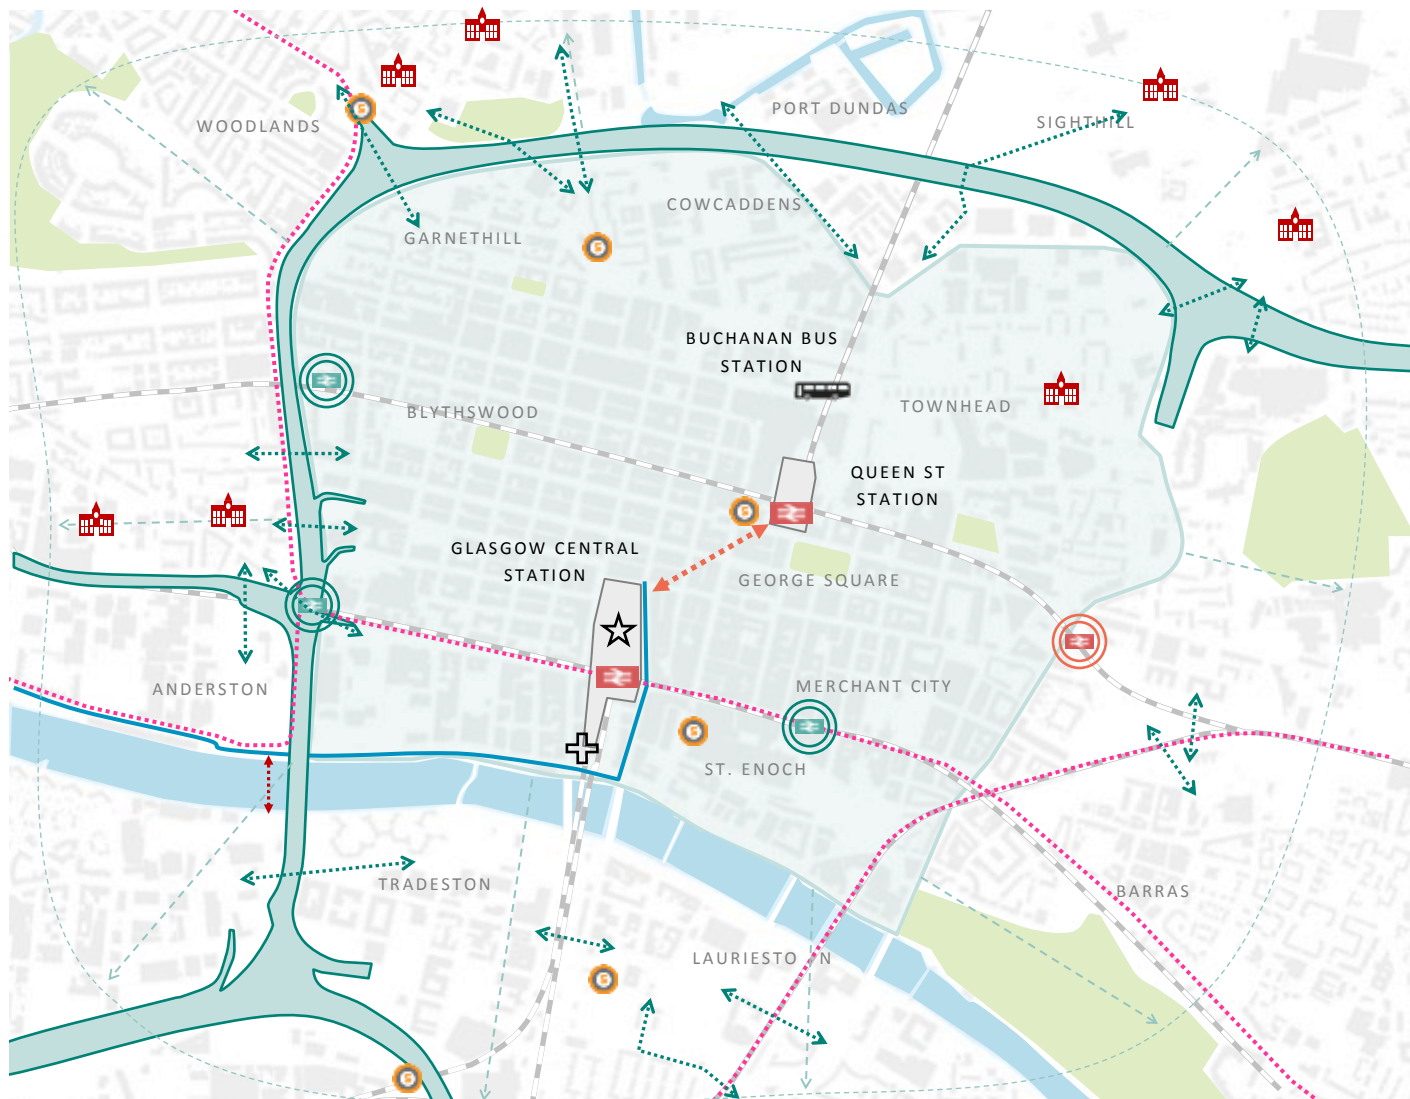 PORT DUNDAS
SIGHTHILL
WOODLANDS
COWCADDENS
GARNETHILL
BUCHANAN BUS
STATION
BLYTHSWOOD
TOWNHEAD
QUEEN ST
STATION
GLASGOW CENTRAL
STATION
GEORGE SQUARE
ANDERSTON
MERCHANT CITY
ST. ENOCH
TRADESTON
BARRAS
LAURIESTO N